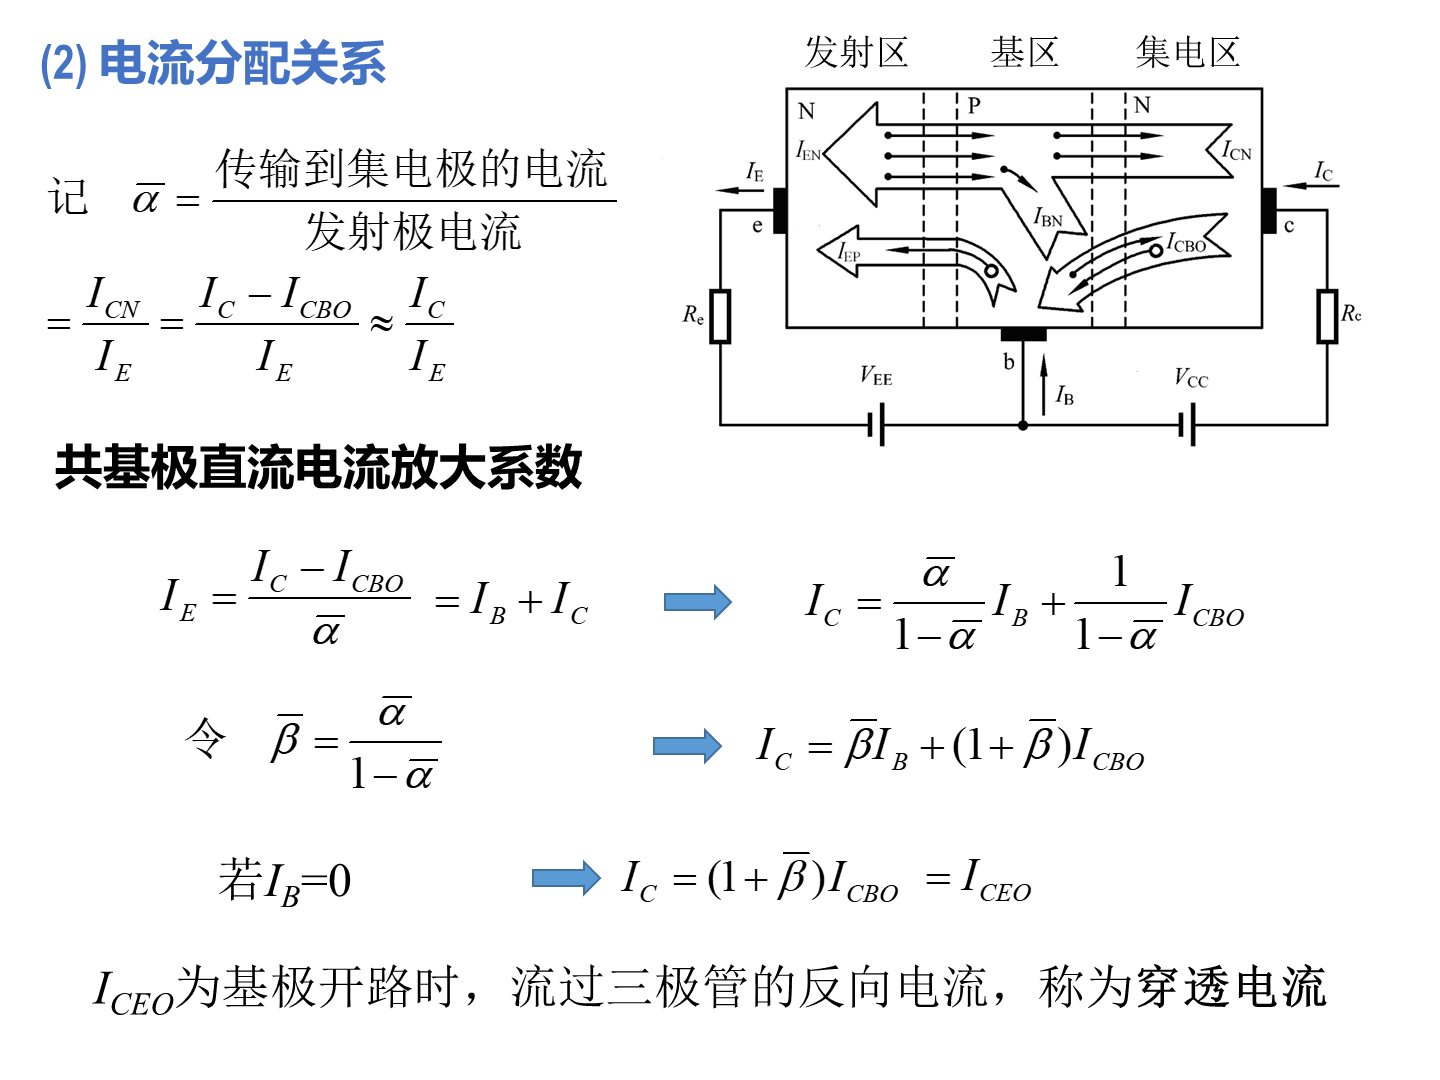 (2) 电流分配关系
发射区 基区 集电区
N P N
I_EN I_CN
I_E I_C
I_BN
e c
I_EP I_CBO
R_e Rc
b
V_EE I_B V_CC
记 ᾱ = 传输到集电极的电流 / 发射极电流
= I_CN / I_E = (I_C − I_CBO) / I_E ≈ I_C / I_E
共基极直流电流放大系数
I_E = (I_C − I_CBO) / ᾱ = I_B + I_C
I_C = ᾱ / (1−ᾱ) I_B + 1 / (1−ᾱ) I_CBO
令 β̄ = ᾱ / (1−ᾱ)
I_C = β̄I_B + (1+β̄)I_CBO
若I_B=0
I_C = (1+β̄)I_CBO = I_CEO
I_CEO为基极开路时，流过三极管的反向电流，称为穿透电流